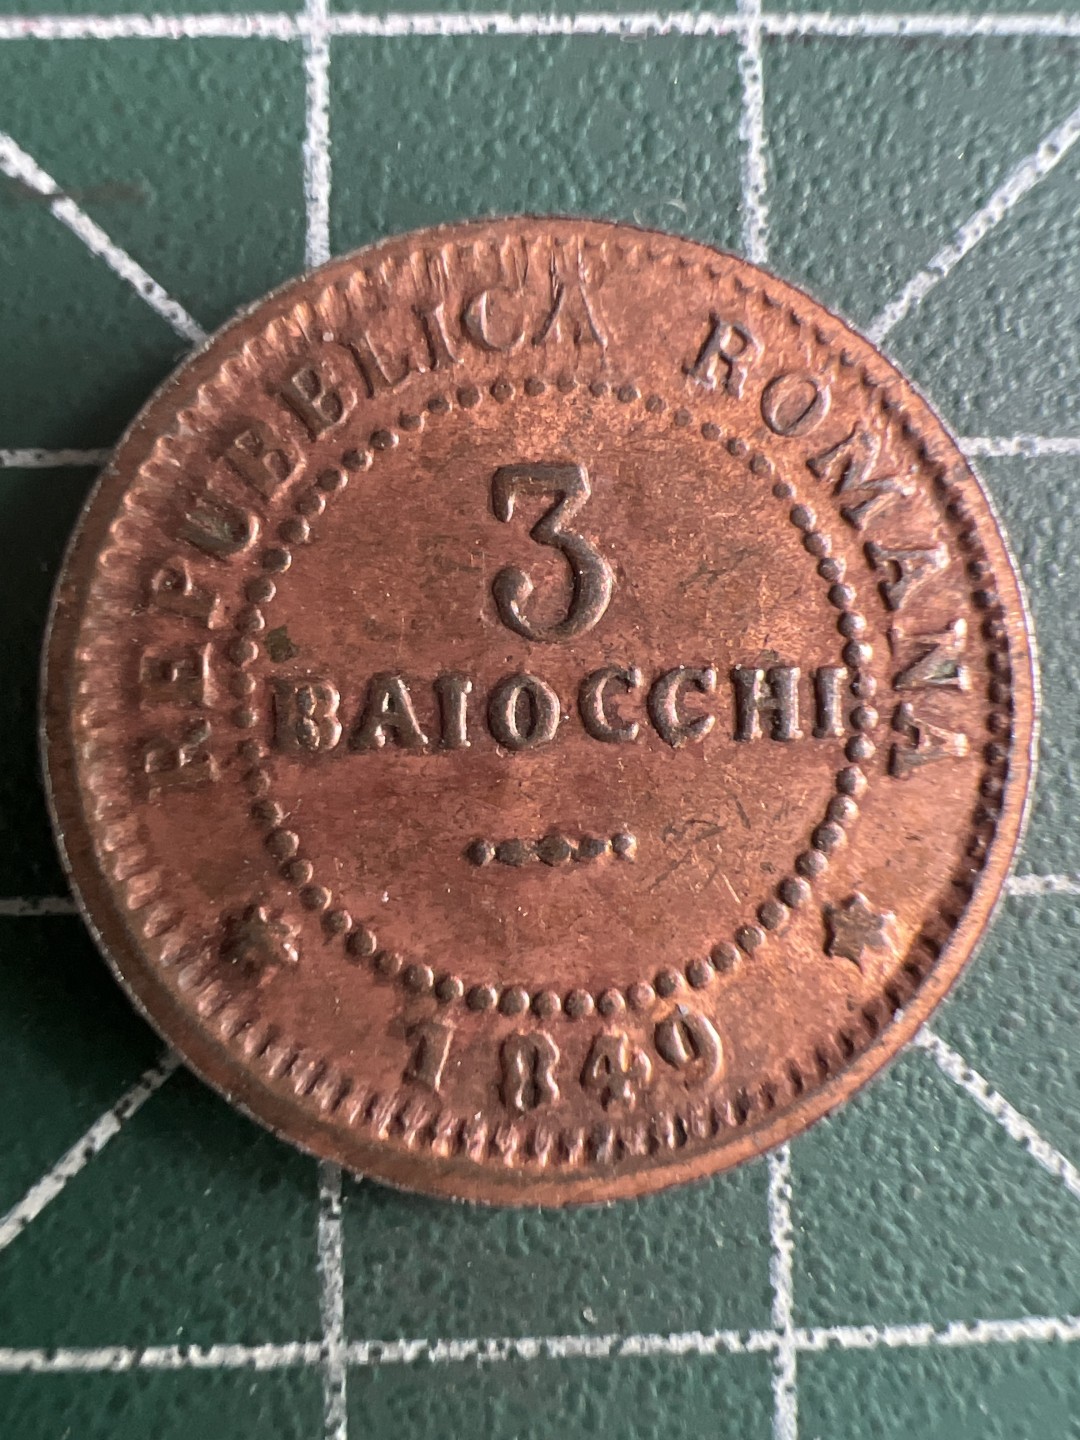 REPUBBLICA ROMANA
3
BAIOCCHI
1849